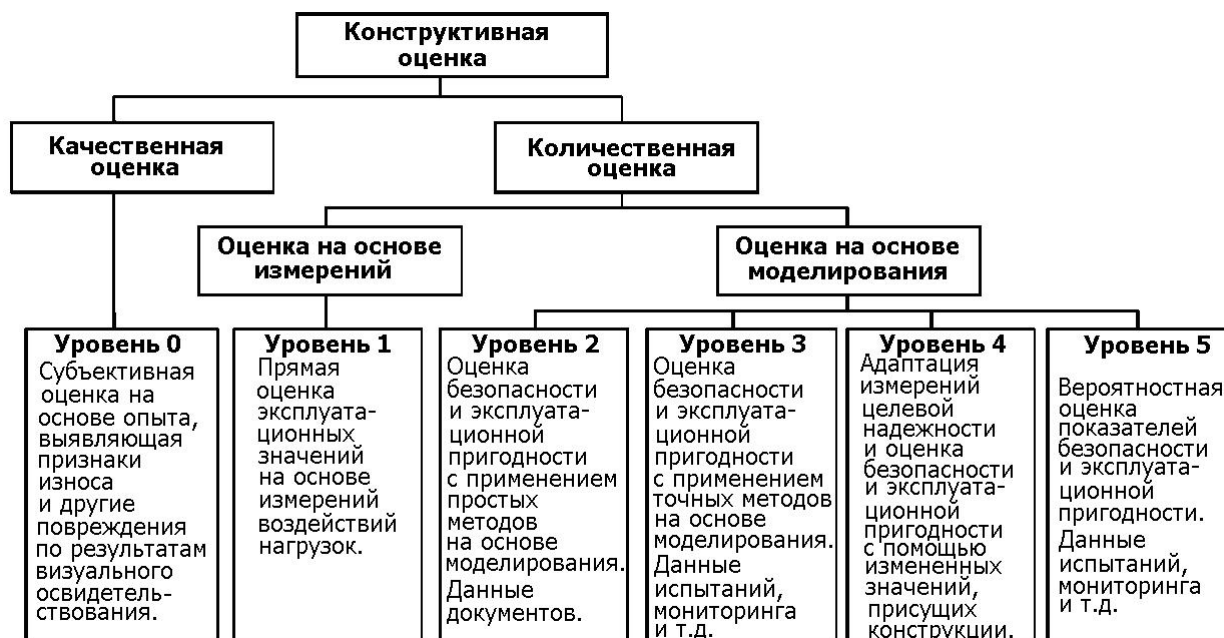 Конструктивная
оценка
Качественная
оценка
Количественная
оценка
Оценка на основе
измерений
Оценка на основе
моделирования
Уровень 0
Субъективная
оценка на
основе опыта,
выявляющая
признаки
износа
и другие
повреждения
по результатам
визуального
освидетель-
ствования.
Уровень 1
Прямая
оценка
эксплуата-
ционных
значений
на основе
измерений
воздействий
нагрузок.
Уровень 2
Оценка
безопасности
и эксплуата-
ционной
пригодности
с применением
простых
методов
на основе
моделирования.
Данные
документов.
Уровень 3
Оценка
безопасности
и эксплуата-
ционной
пригодности
с применением
точных методов
на основе
моделирования.
Данные
испытаний,
мониторинга
и т.д.
Уровень 4
Адаптация
измерений
целевой
надежности
и оценка
безопасности
и эксплуата-
ционной
пригодности
с помощью
измененных
значений,
присущих
конструкции.
Уровень 5
Вероятностная
оценка
показателей
безопасности
и эксплуата-
ционной
пригодности.
Данные
испытаний,
мониторинга
и т.д.